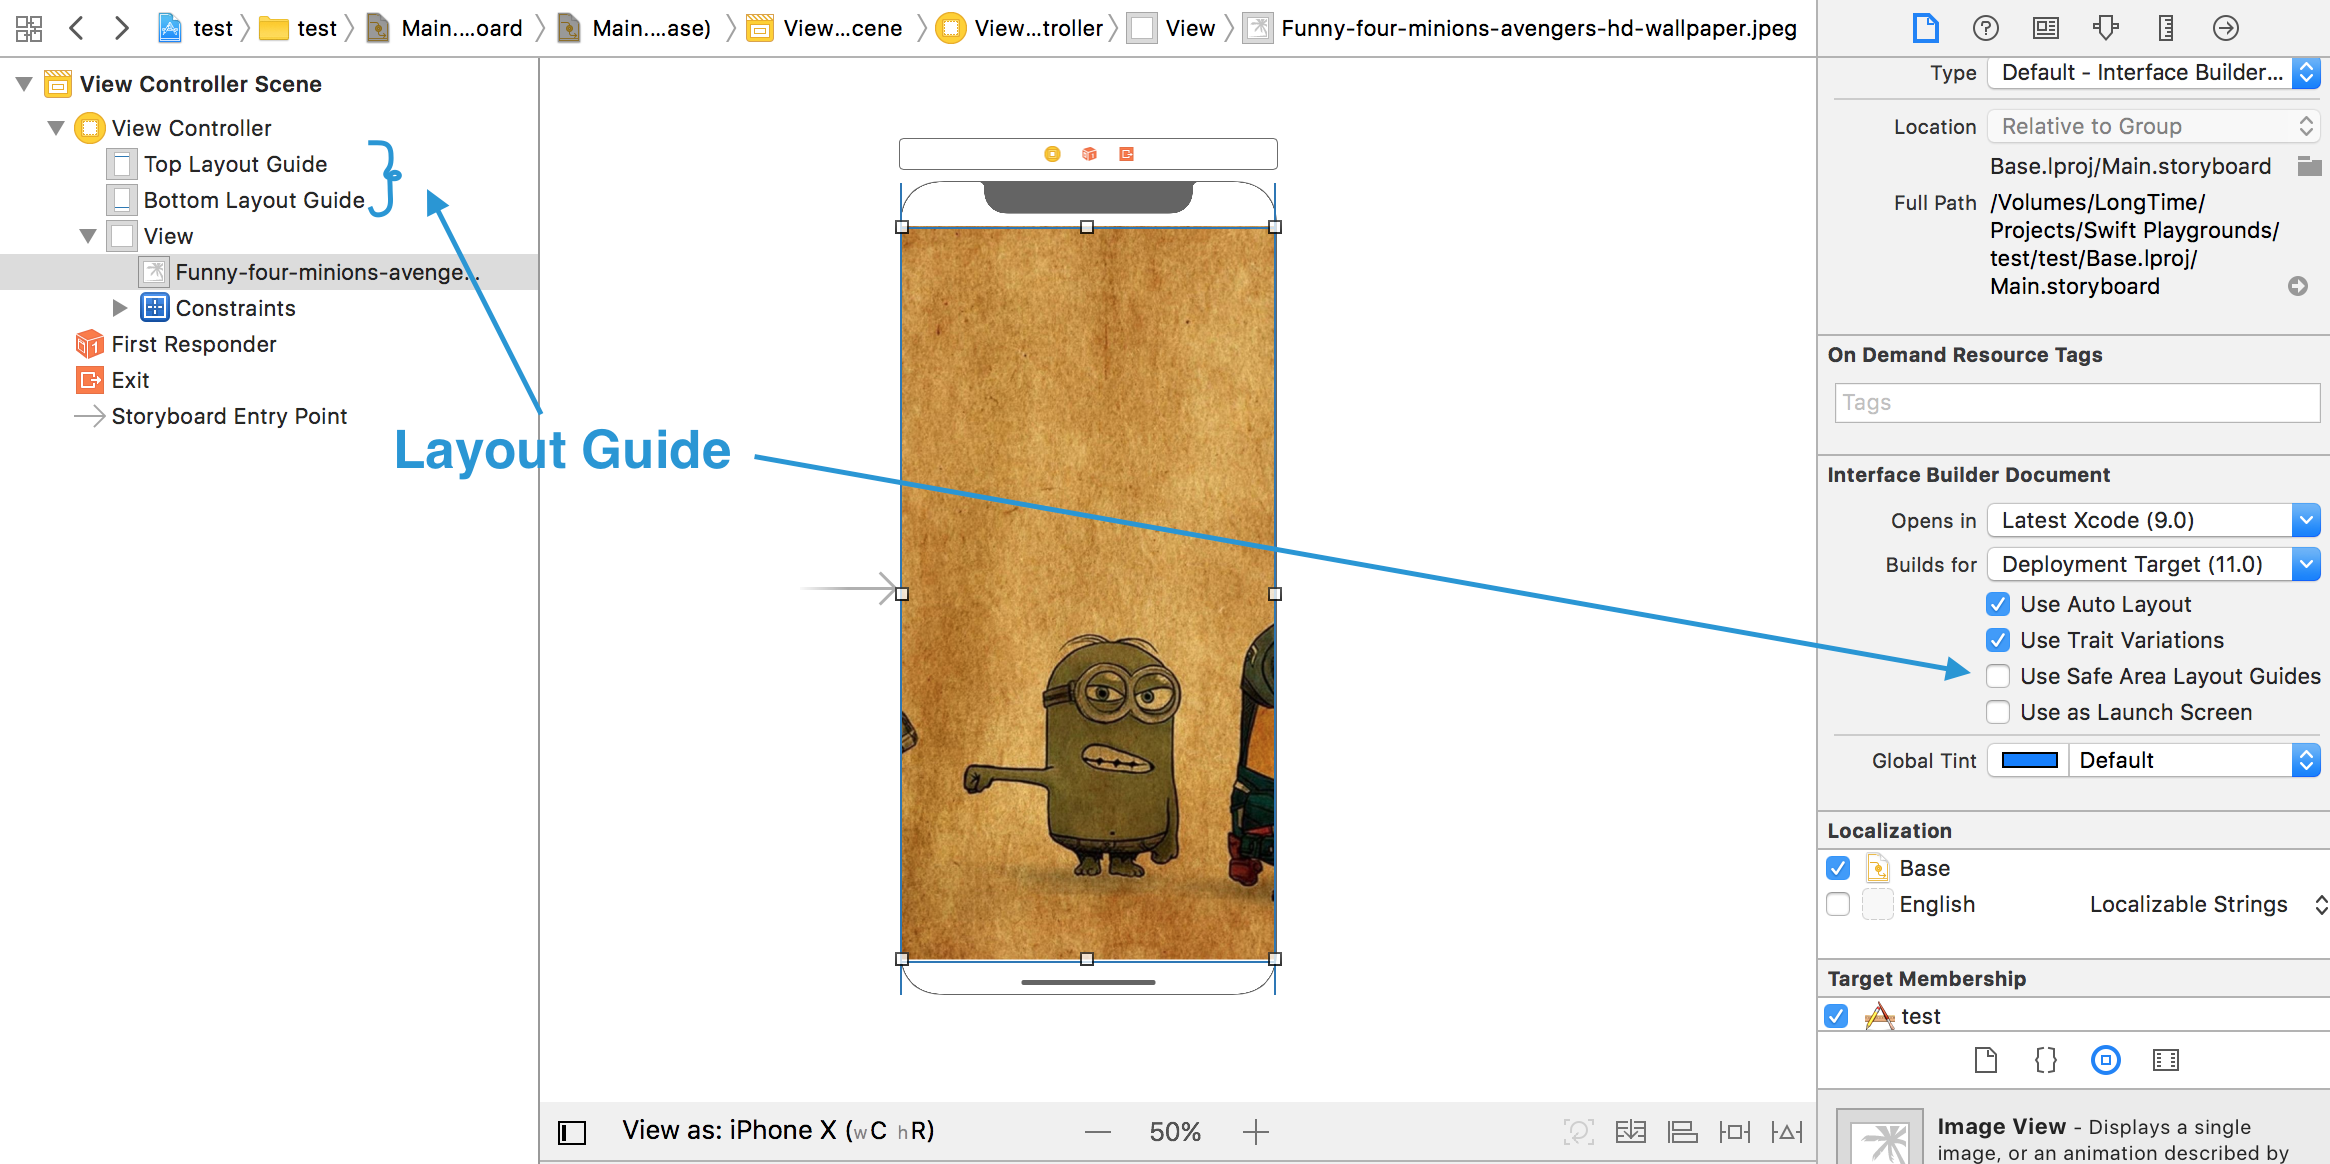 test test Main....oard Main....ase) View...cene View...troller View Funny-four-minions-avengers-hd-wallpaper.jpeg
View Controller Scene
View Controller
Top Layout Guide
Bottom Layout Guide
View
Funny-four-minions-avenge...
Constraints
First Responder
Exit
Storyboard Entry Point
Layout Guide
View as: iPhone X (wC hR)
50%
Type Default - Interface Builder...
Location Relative to Group
Base.lproj/Main.storyboard
Full Path /Volumes/LongTime/
Projects/Swift Playgrounds/
test/test/Base.lproj/
Main.storyboard
On Demand Resource Tags
Tags
Interface Builder Document
Opens in Latest Xcode (9.0)
Builds for Deployment Target (11.0)
Use Auto Layout
Use Trait Variations
Use Safe Area Layout Guides
Use as Launch Screen
Global Tint Default
Localization
Base
English Localizable Strings
Target Membership
test
Image View - Displays a single
image, or an animation described by